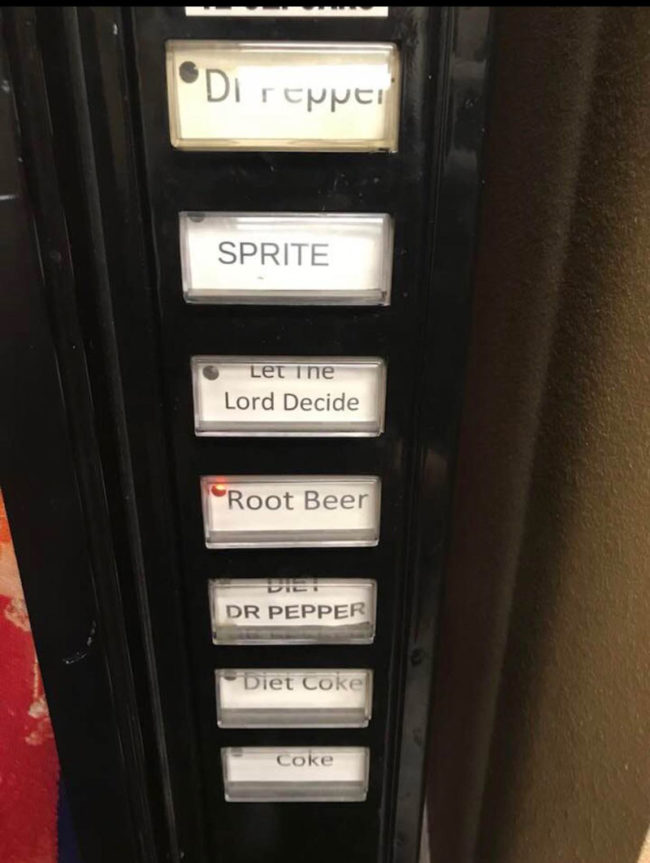 Dr Pepper
SPRITE
Let The
Lord Decide
Root Beer
DIET
DR PEPPER
Diet Coke
Coke